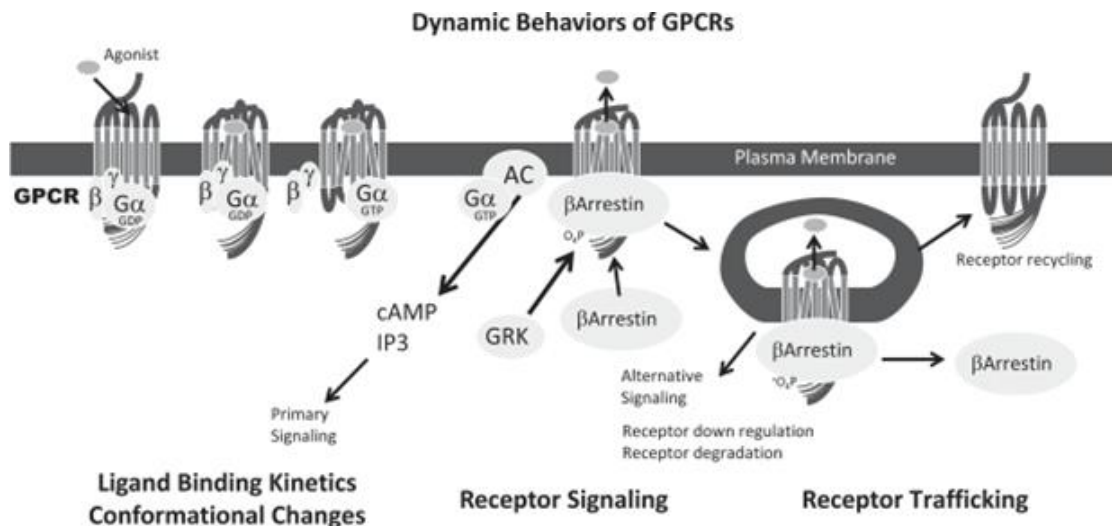 Dynamic Behaviors of GPCRs
Agonist
Plasma Membrane
GPCR
β γ
Gα
GDP
β γ
Gα
GDP
β γ
Gα
GTP
AC
Gα
GTP
βArrestin
O₄P
Receptor recycling
cAMP
IP3
GRK
βArrestin
βArrestin
⁻O₄P
βArrestin
Alternative
Signaling
Primary
Signaling
Receptor down regulation
Receptor degradation
Ligand Binding Kinetics
Conformational Changes
Receptor Signaling
Receptor Trafficking